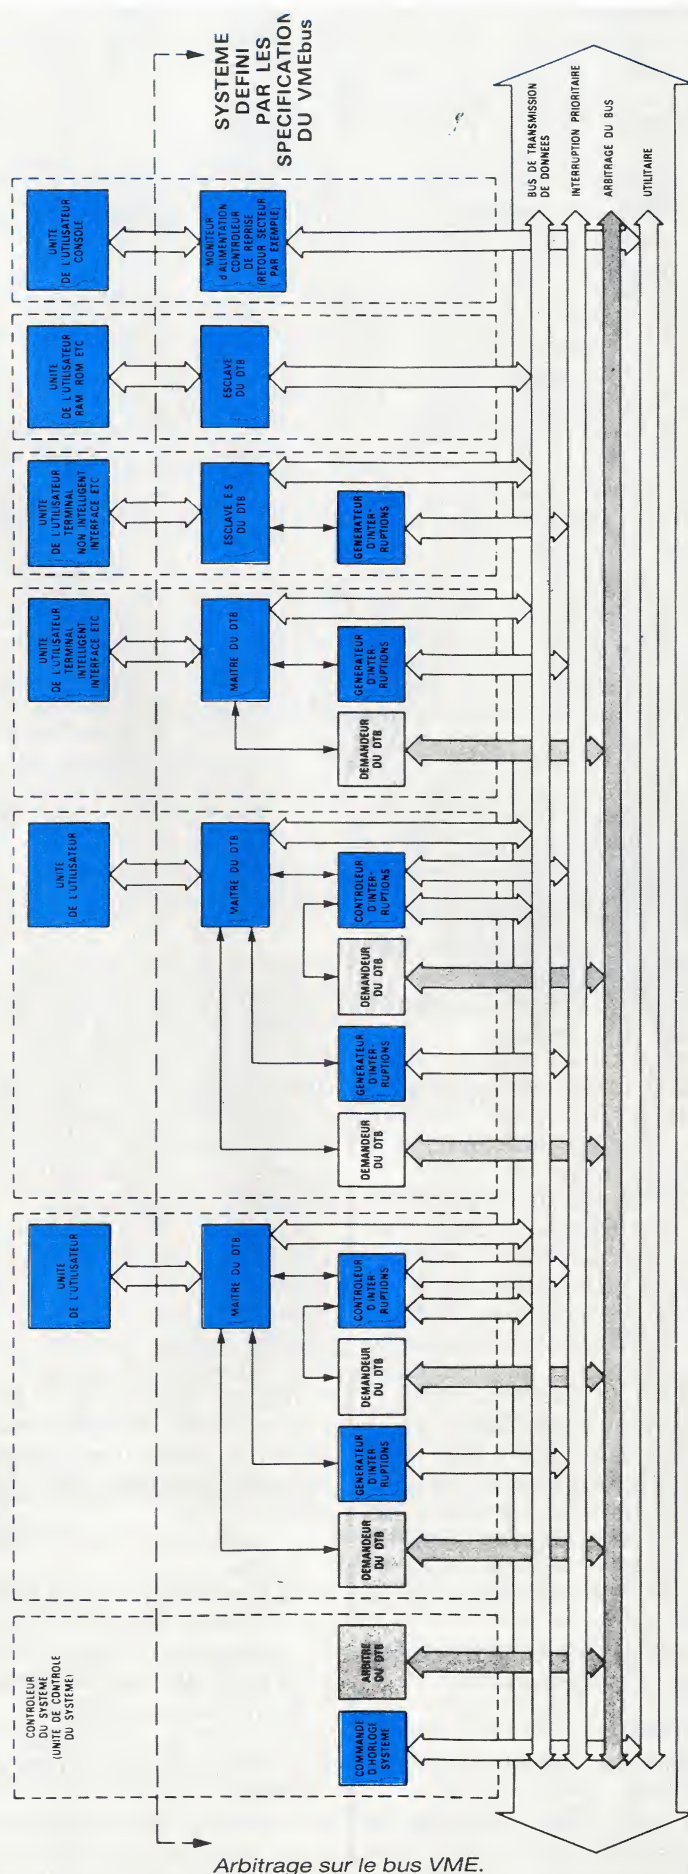 SYSTEME
DEFINI
PAR LES
SPECIFICATION
DU VMEbus
CONTROLEUR
DU SYSTEME
(UNITE DE CONTROLE
DU SYSTEME)
COMMANDE
D'HORLOGE
SYSTEME
ARBITRE
DU DTB
UNITE
DE L'UTILISATEUR
MAITRE DU DTB
DEMANDEUR
DU DTB
GENERATEUR
D'INTER
RUPTIONS
DEMANDEUR
DU DTB
CONTROLEUR
D'INTER-
RUPTIONS
UNITE
DE L'UTILISATEUR
MAITRE DU DTB
DEMANDEUR
DU DTB
GENERATEUR
D'INTER-
RUPTIONS
DEMANDEUR
DU DTB
CONTROLEUR
D'INTER-
RUPTIONS
UNITE
DE L'UTILISATEUR
TERMINAL
INTELLIGENT
INTERFACE ETC
MAITRE DU DTB
DEMANDEUR
DU DTB
GENERATEUR
D'INTER-
RUPTIONS
UNITE
DE L'UTILISATEUR
TERMINAL
NON INTELLIGENT
INTERFACE ETC
ESCLAVE E/S
DU DTB
GENERATEUR
D'INTER-
RUPTIONS
UNITE
DE L'UTILISATEUR
RAM ROM ETC
ESCLAVE
DU DTB
UNITE
DE L'UTILISATEUR
CONSOLE
MONITEUR
d'ALIMENTATION
CONTROLEUR
DE REPRISE
(RETOUR SECTEUR
PAR EXEMPLE)
BUS DE TRANSMISSION
DE DONNEES
INTERRUPTION PRIORITAIRE
ARBITRAGE DU BUS
UTILITAIRE
Arbitrage sur le bus VME.